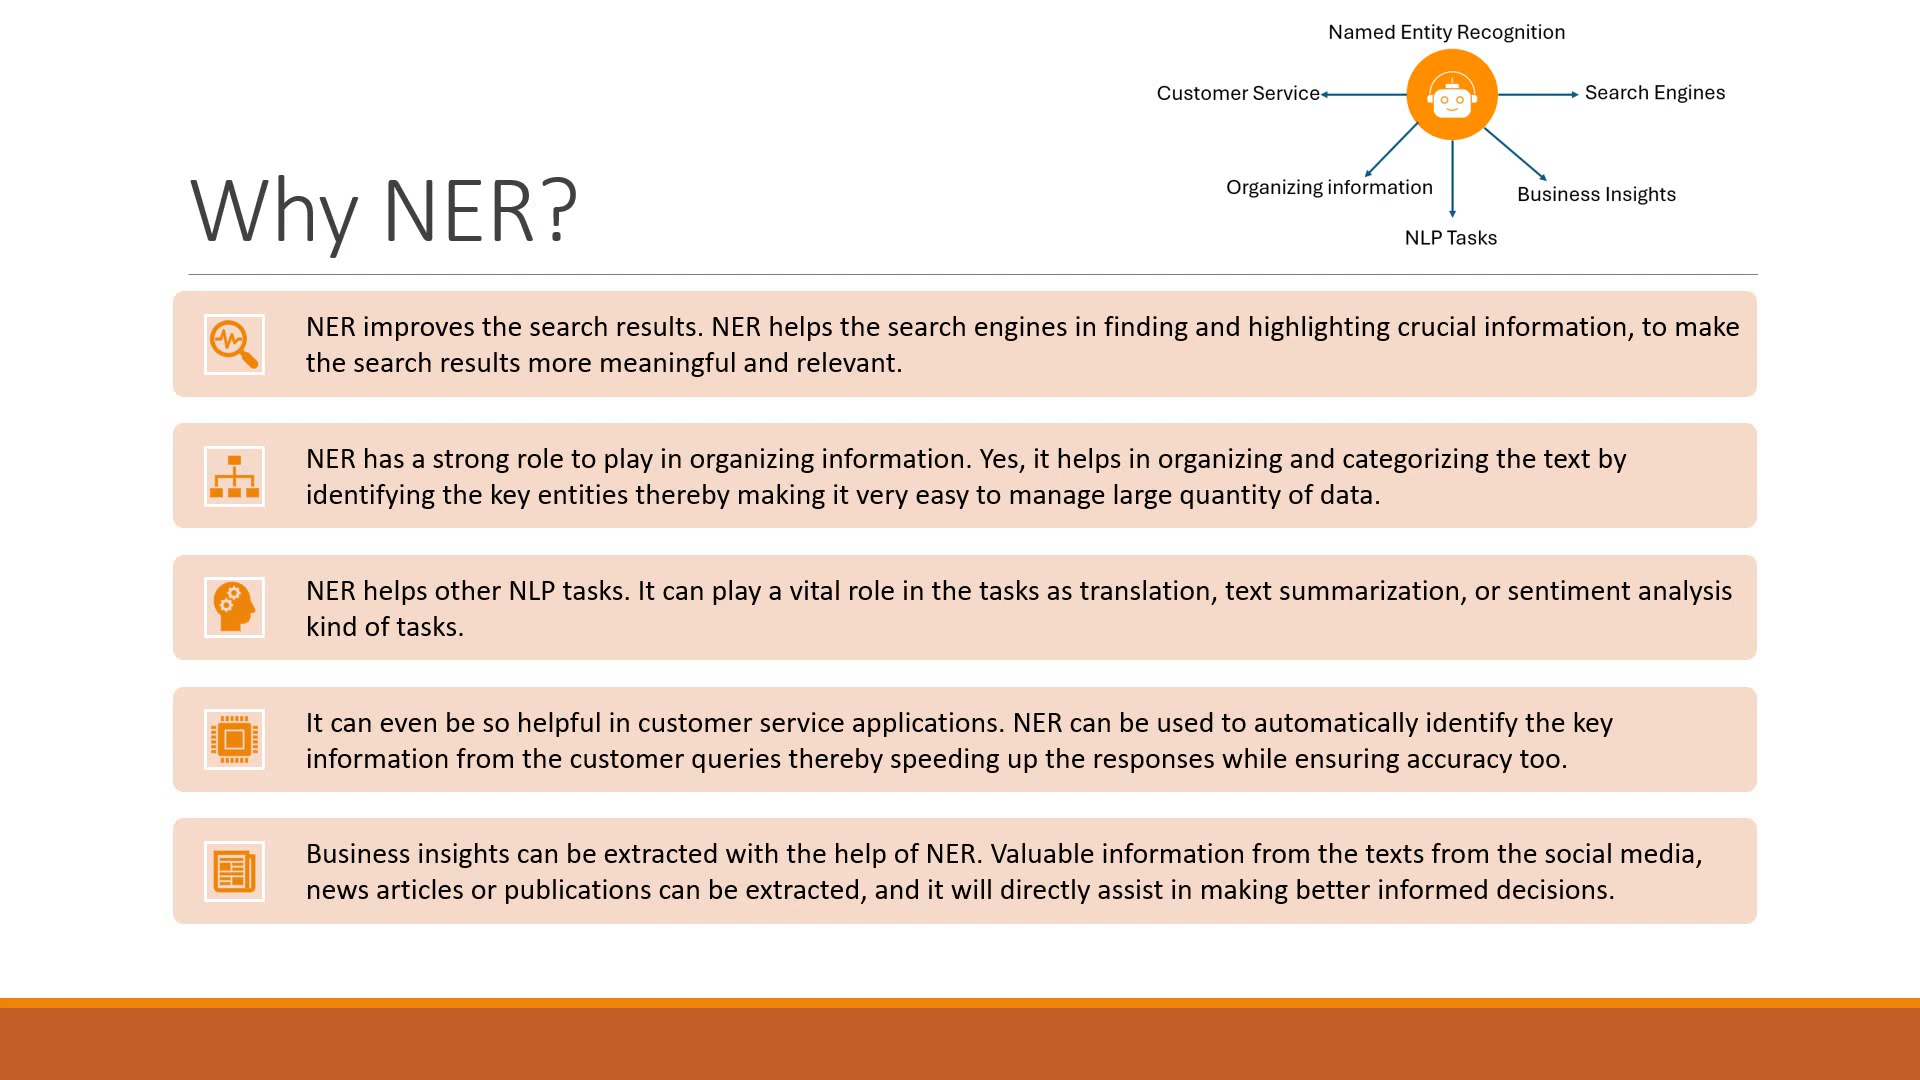 Named Entity Recognition
Customer Service
Search Engines
Organizing information
Business Insights
NLP Tasks
Why NER?
NER improves the search results. NER helps the search engines in finding and highlighting crucial information, to make
the search results more meaningful and relevant.
NER has a strong role to play in organizing information. Yes, it helps in organizing and categorizing the text by
identifying the key entities thereby making it very easy to manage large quantity of data.
NER helps other NLP tasks. It can play a vital role in the tasks as translation, text summarization, or sentiment analysis
kind of tasks.
It can even be so helpful in customer service applications. NER can be used to automatically identify the key
information from the customer queries thereby speeding up the responses while ensuring accuracy too.
Business insights can be extracted with the help of NER. Valuable information from the texts from the social media,
news articles or publications can be extracted, and it will directly assist in making better informed decisions.